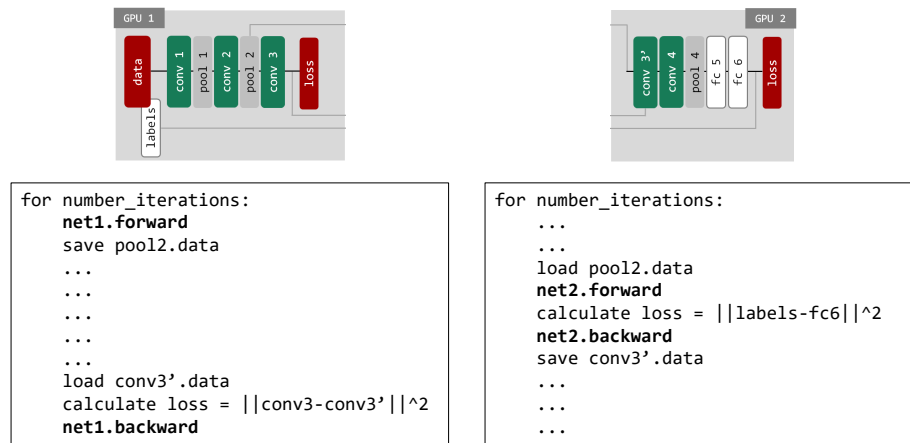 GPU 1
data
labels
conv 1
pool 1
conv 2
pool 2
conv 3
loss
GPU 2
conv 3’
conv 4
pool 4
fc 5
fc 6
loss
for number_iterations:
net1.forward
save pool2.data
...
...
...
...
...
load conv3’.data
calculate loss = ||conv3-conv3’||^2
net1.backward
for number_iterations:
...
...
load pool2.data
net2.forward
calculate loss = ||labels-fc6||^2
net2.backward
save conv3’.data
...
...
...